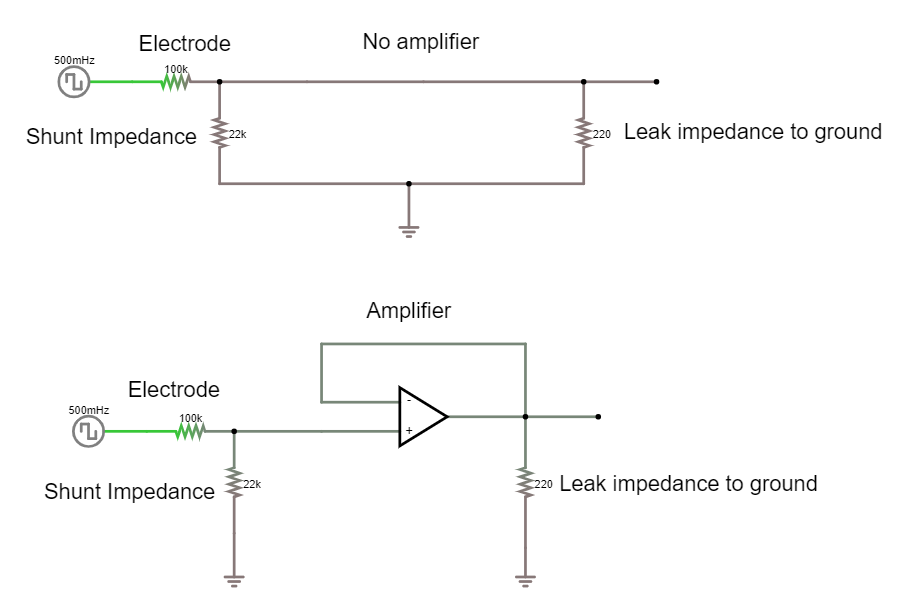 Electrode
No amplifier
500mHz
100k
Shunt Impedance
22k
220
Leak impedance to ground
Amplifier
Electrode
500mHz
100k
-
+
Shunt Impedance
22k
220
Leak impedance to ground